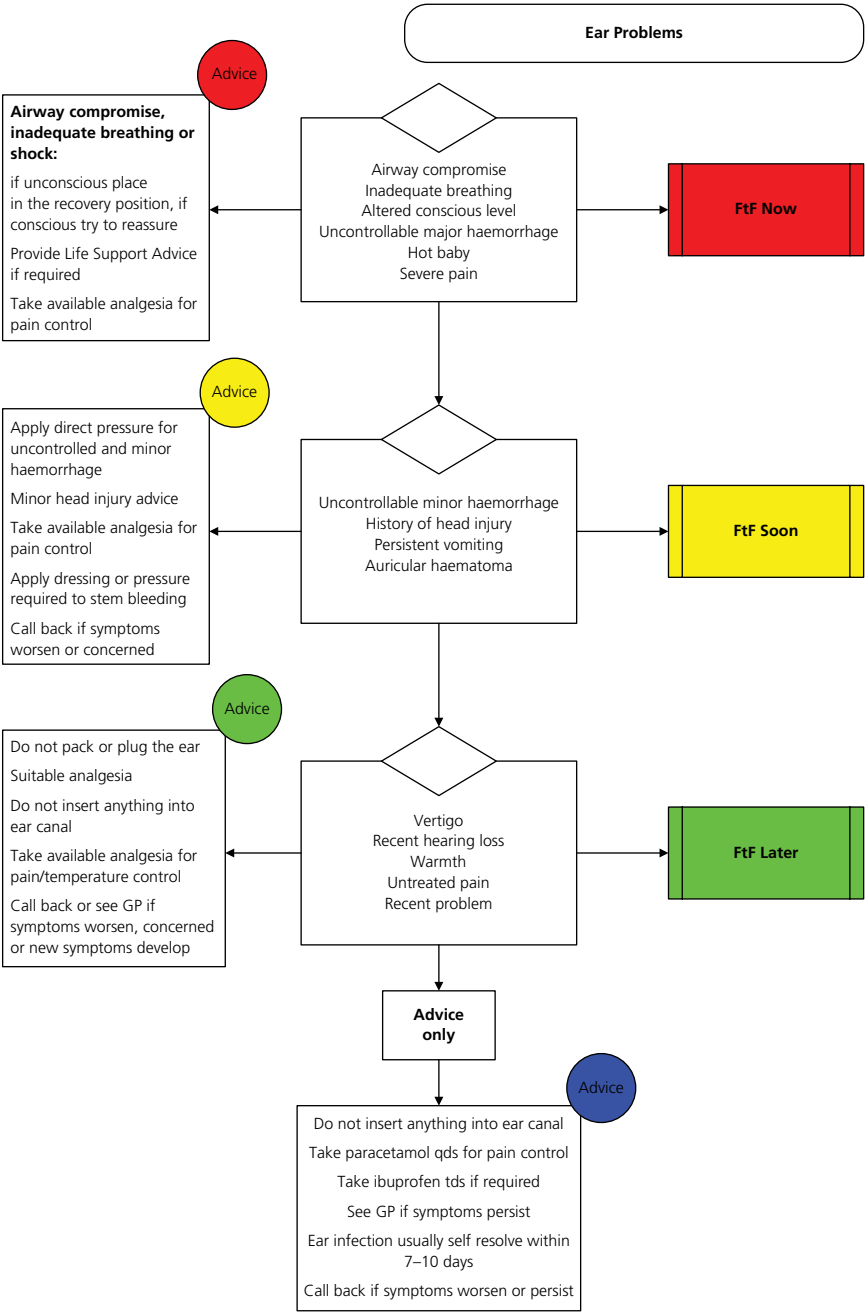 Ear Problems
Advice
Airway compromise,
inadequate breathing or
shock:
if unconscious place
in the recovery position, if
conscious try to reassure
Provide Life Support Advice
if required
Take available analgesia for
pain control
Airway compromise
Inadequate breathing
Altered conscious level
Uncontrollable major haemorrhage
Hot baby
Severe pain
FtF Now
Advice
Apply direct pressure for
uncontrolled and minor
haemorrhage
Minor head injury advice
Take available analgesia for
pain control
Apply dressing or pressure
required to stem bleeding
Call back if symptoms
worsen or concerned
Uncontrollable minor haemorrhage
History of head injury
Persistent vomiting
Auricular haematoma
FtF Soon
Advice
Do not pack or plug the ear
Suitable analgesia
Do not insert anything into
ear canal
Take available analgesia for
pain/temperature control
Call back or see GP if
symptoms worsen, concerned
or new symptoms develop
Vertigo
Recent hearing loss
Warmth
Untreated pain
Recent problem
FtF Later
Advice
only
Advice
Do not insert anything into ear canal
Take paracetamol qds for pain control
Take ibuprofen tds if required
See GP if symptoms persist
Ear infection usually self resolve within
7–10 days
Call back if symptoms worsen or persist